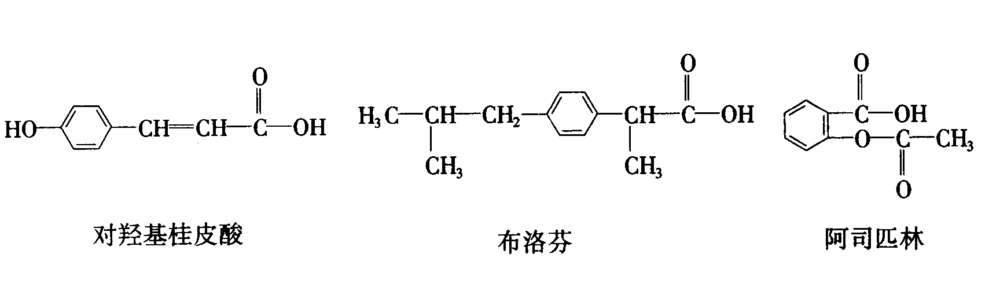 O
HO CH=CH—C—OH
对羟基桂皮酸
O
H₃C—CH—CH₂ CH—C—OH
CH₃ CH₃
布洛芬
O
C—OH
O—C—CH₃
O
阿司匹林